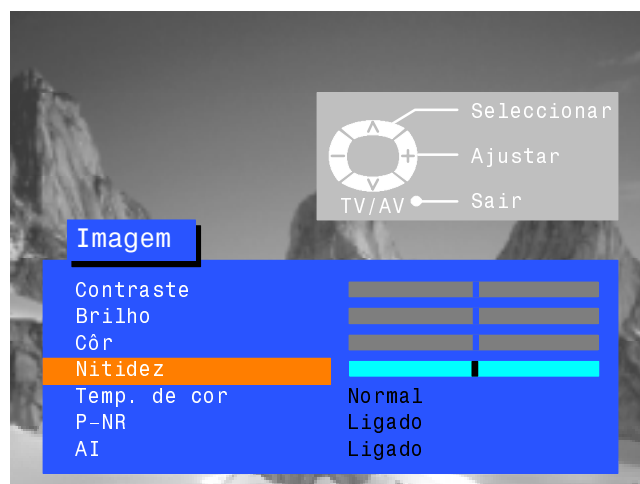 Seleccionar
Ajustar
TV/AV Sair
Imagem
Contraste
Brilho
Côr
Nitidez
Temp. de cor Normal
P-NR Ligado
AI Ligado